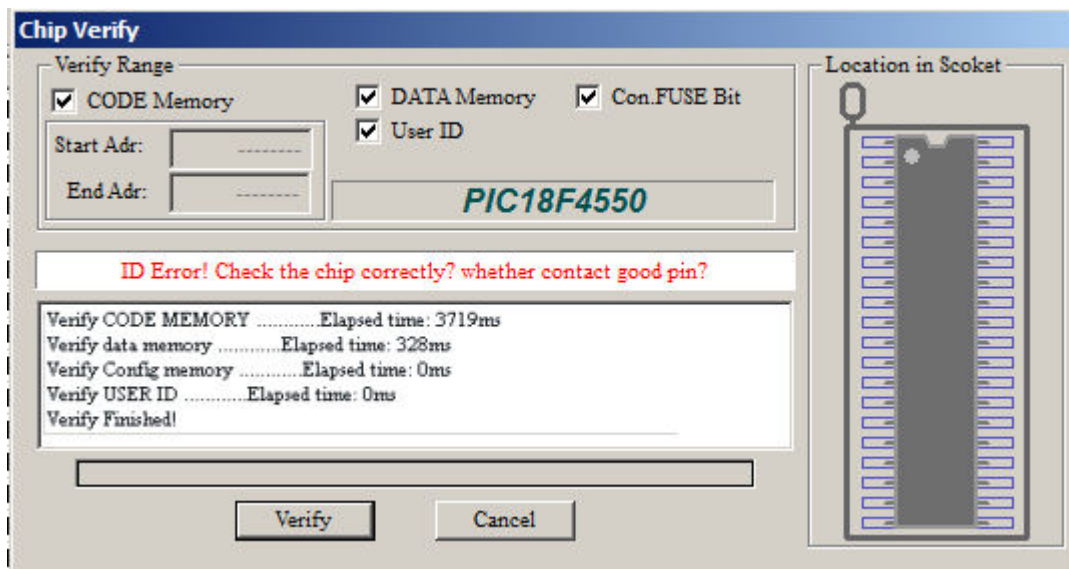 Chip Verify
Verify Range
Location in Scoket
CODE Memory
DATA Memory
Con.FUSE Bit
User ID
Start Adr: --------
End Adr: --------
PIC18F4550
ID Error! Check the chip correctly? whether contact good pin?
Verify CODE MEMORY ............Elapsed time: 3719ms
Verify data memory ............Elapsed time: 328ms
Verify Config memory ............Elapsed time: 0ms
Verify USER ID ............Elapsed time: 0ms
Verify Finished!
Verify
Cancel